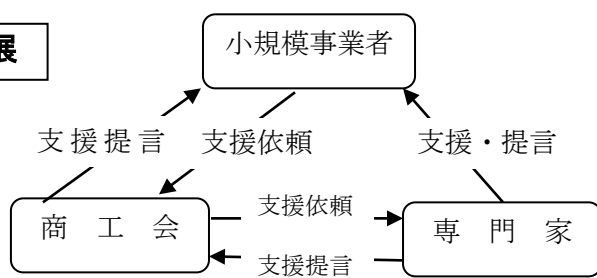 展
小規模事業者
支援提言
支援依頼
支援・提言
商工会
支援依頼
専門家
支援提言